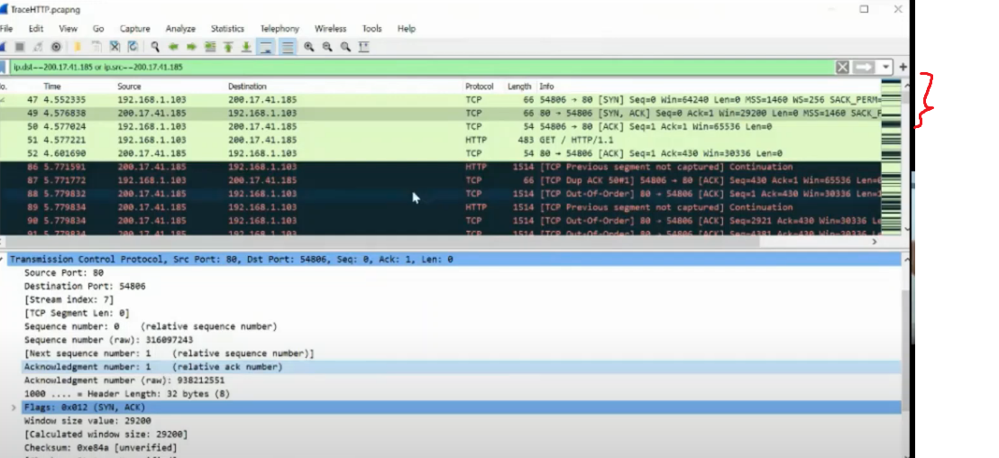 TraceHTTP.pcapng
File Edit View Go Capture Analyze Statistics Telephony Wireless Tools Help
ip.dst==200.17.41.185 or ip.src==200.17.41.185
No. Time Source Destination Protocol Length Info
47 4.552335 192.168.1.103 200.17.41.185 TCP 66 54806 → 80 [SYN] Seq=0 Win=64240 Len=0 MSS=1460 WS=256 SACK_PERM=
49 4.576838 200.17.41.185 192.168.1.103 TCP 66 80 → 54806 [SYN, ACK] Seq=0 Ack=1 Win=29200 Len=0 MSS=1460 SACK_P
50 4.577024 192.168.1.103 200.17.41.185 TCP 54 54806 → 80 [ACK] Seq=1 Ack=1 Win=65536 Len=0
51 4.577221 192.168.1.103 200.17.41.185 HTTP 483 GET / HTTP/1.1
52 4.601690 200.17.41.185 192.168.1.103 TCP 54 80 → 54806 [ACK] Seq=1 Ack=430 Win=30336 Len=0
86 5.771591 200.17.41.185 192.168.1.103 HTTP 1514 [TCP Previous segment not captured] Continuation
87 5.771772 192.168.1.103 200.17.41.185 TCP 66 [TCP Dup ACK 50#1] 54806 → 80 [ACK] Seq=430 Ack=1 Win=65536 Len=0
88 5.779832 200.17.41.185 192.168.1.103 TCP 1514 [TCP Out-Of-Order] 80 → 54806 [ACK] Seq=1 Ack=430 Win=30336 Len=1
89 5.779834 200.17.41.185 192.168.1.103 HTTP 1514 [TCP Previous segment not captured] Continuation
90 5.779834 200.17.41.185 192.168.1.103 TCP 1514 [TCP Out-Of-Order] 80 → 54806 [ACK] Seq=2921 Ack=430 Win=30336 Le
91 5.779834 200.17.41.185 192.168.1.103 TCP 1514 [TCP Out-Of-Order] 80 → 54806 [ACK] Seq=4381 Ack=430 Win=30336 Le
Transmission Control Protocol, Src Port: 80, Dst Port: 54806, Seq: 0, Ack: 1, Len: 0
Source Port: 80
Destination Port: 54806
[Stream index: 7]
[TCP Segment Len: 0]
Sequence number: 0 (relative sequence number)
Sequence number (raw): 316097243
[Next sequence number: 1 (relative sequence number)]
Acknowledgment number: 1 (relative ack number)
Acknowledgment number (raw): 938212551
1000 .... = Header Length: 32 bytes (8)
Flags: 0x012 (SYN, ACK)
Window size value: 29200
[Calculated window size: 29200]
Checksum: 0xe84a [unverified]